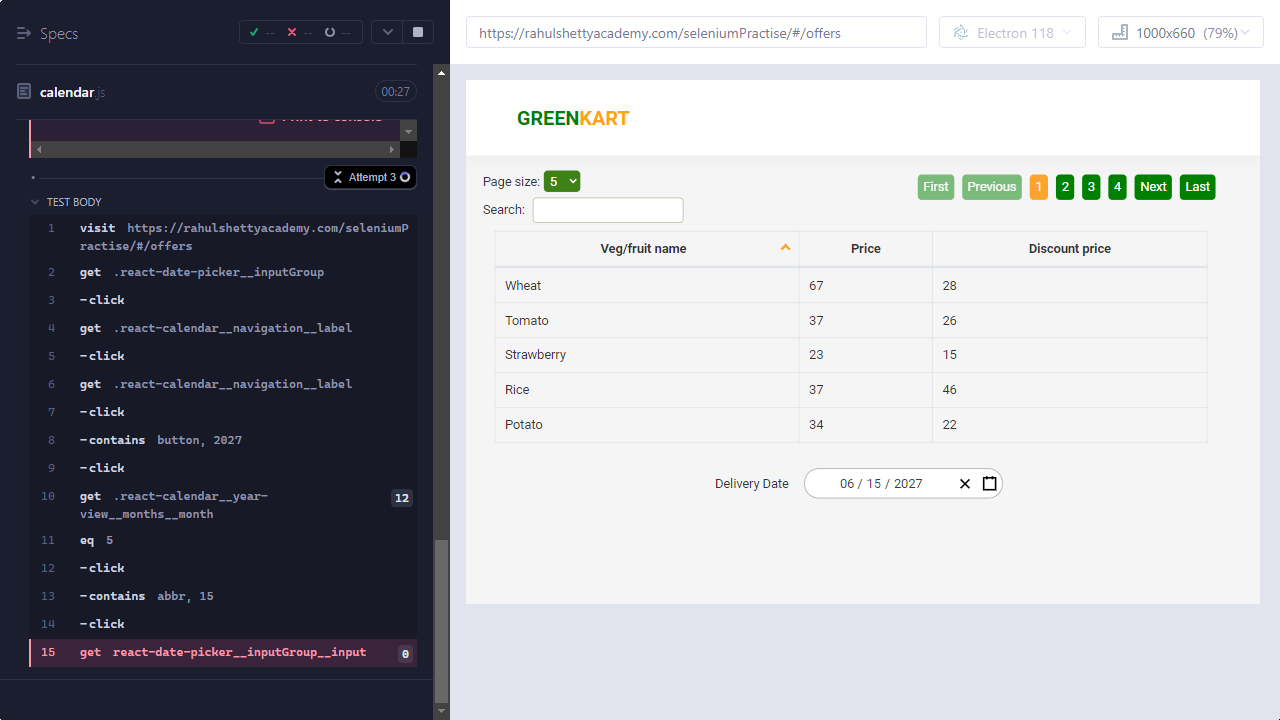 Specs
-- -- --
calendar.js
00:27
Attempt 3
TEST BODY
1 visit https://rahulshettyacademy.com/seleniumP
ractise/#/offers
2 get .react-date-picker__inputGroup
3 -click
4 get .react-calendar__navigation__label
5 -click
6 get .react-calendar__navigation__label
7 -click
8 -contains button, 2027
9 -click
10 get .react-calendar__year-
view__months__month 12
11 eq 5
12 -click
13 -contains abbr, 15
14 -click
15 get react-date-picker__inputGroup__input 0
https://rahulshettyacademy.com/seleniumPractise/#/offers
Electron 118
1000x660 (79%)
GREENKART
Page size: 5
First Previous 1 2 3 4 Next Last
Search:
Veg/fruit name Price Discount price
Wheat 67 28
Tomato 37 26
Strawberry 23 15
Rice 37 46
Potato 34 22
Delivery Date 06 / 15 / 2027